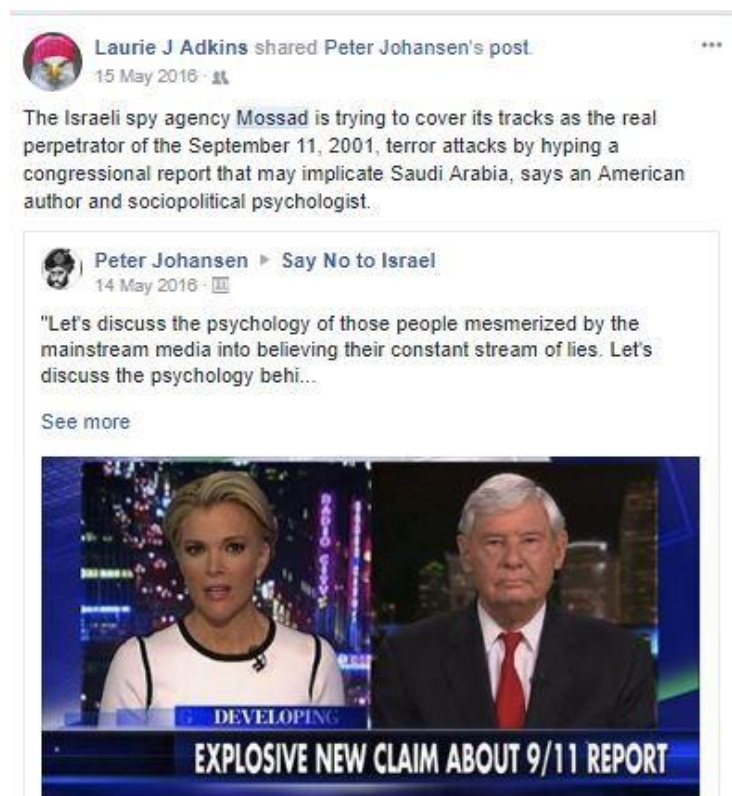 Laurie J Adkins shared Peter Johansen's post.
15 May 2016 ·
The Israeli spy agency Mossad is trying to cover its tracks as the real
perpetrator of the September 11, 2001, terror attacks by hyping a
congressional report that may implicate Saudi Arabia, says an American
author and sociopolitical psychologist.
Peter Johansen ▸ Say No to Israel
14 May 2016 ·
"Let's discuss the psychology of those people mesmerized by the
mainstream media into believing their constant stream of lies. Let's
discuss the psychology behi...
See more
RADIO CITY
DEVELOPING
EXPLOSIVE NEW CLAIM ABOUT 9/11 REPORT